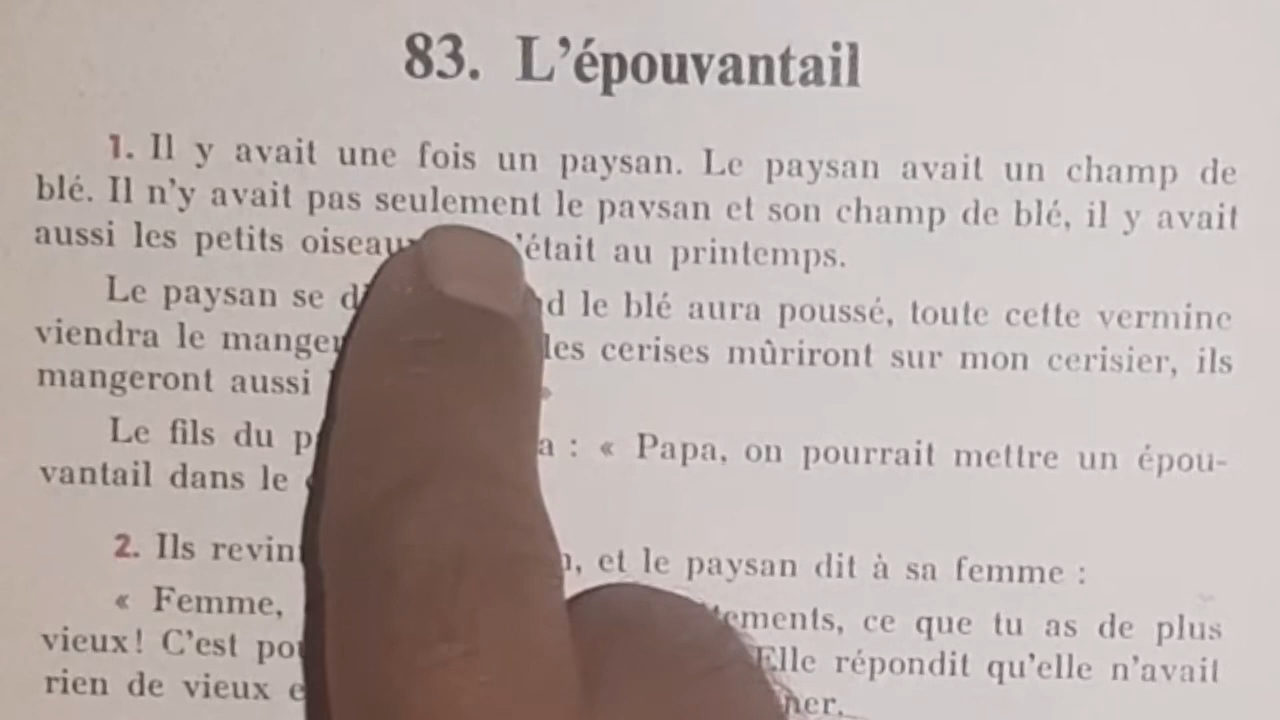 83. L'épouvantail
1. Il y avait une fois un paysan. Le paysan avait un champ de
blé. Il n'y avait pas seulement le paysan et son champ de blé, il y avait
aussi les petits oiseaux 'était au printemps.
Le paysan se le blé aura poussé, toute cette vermine
viendra le manger les cerises mûriront sur mon cerisier, ils
mangeront aussi »
Le fils du : « Papa, on pourrait mettre un épou-
vantail dans le
2. Ils , et le paysan dit à sa femme :
« Femme, ce que tu as de plus
vieux! C'est Elle répondit qu'elle n'avait
rien de vieux